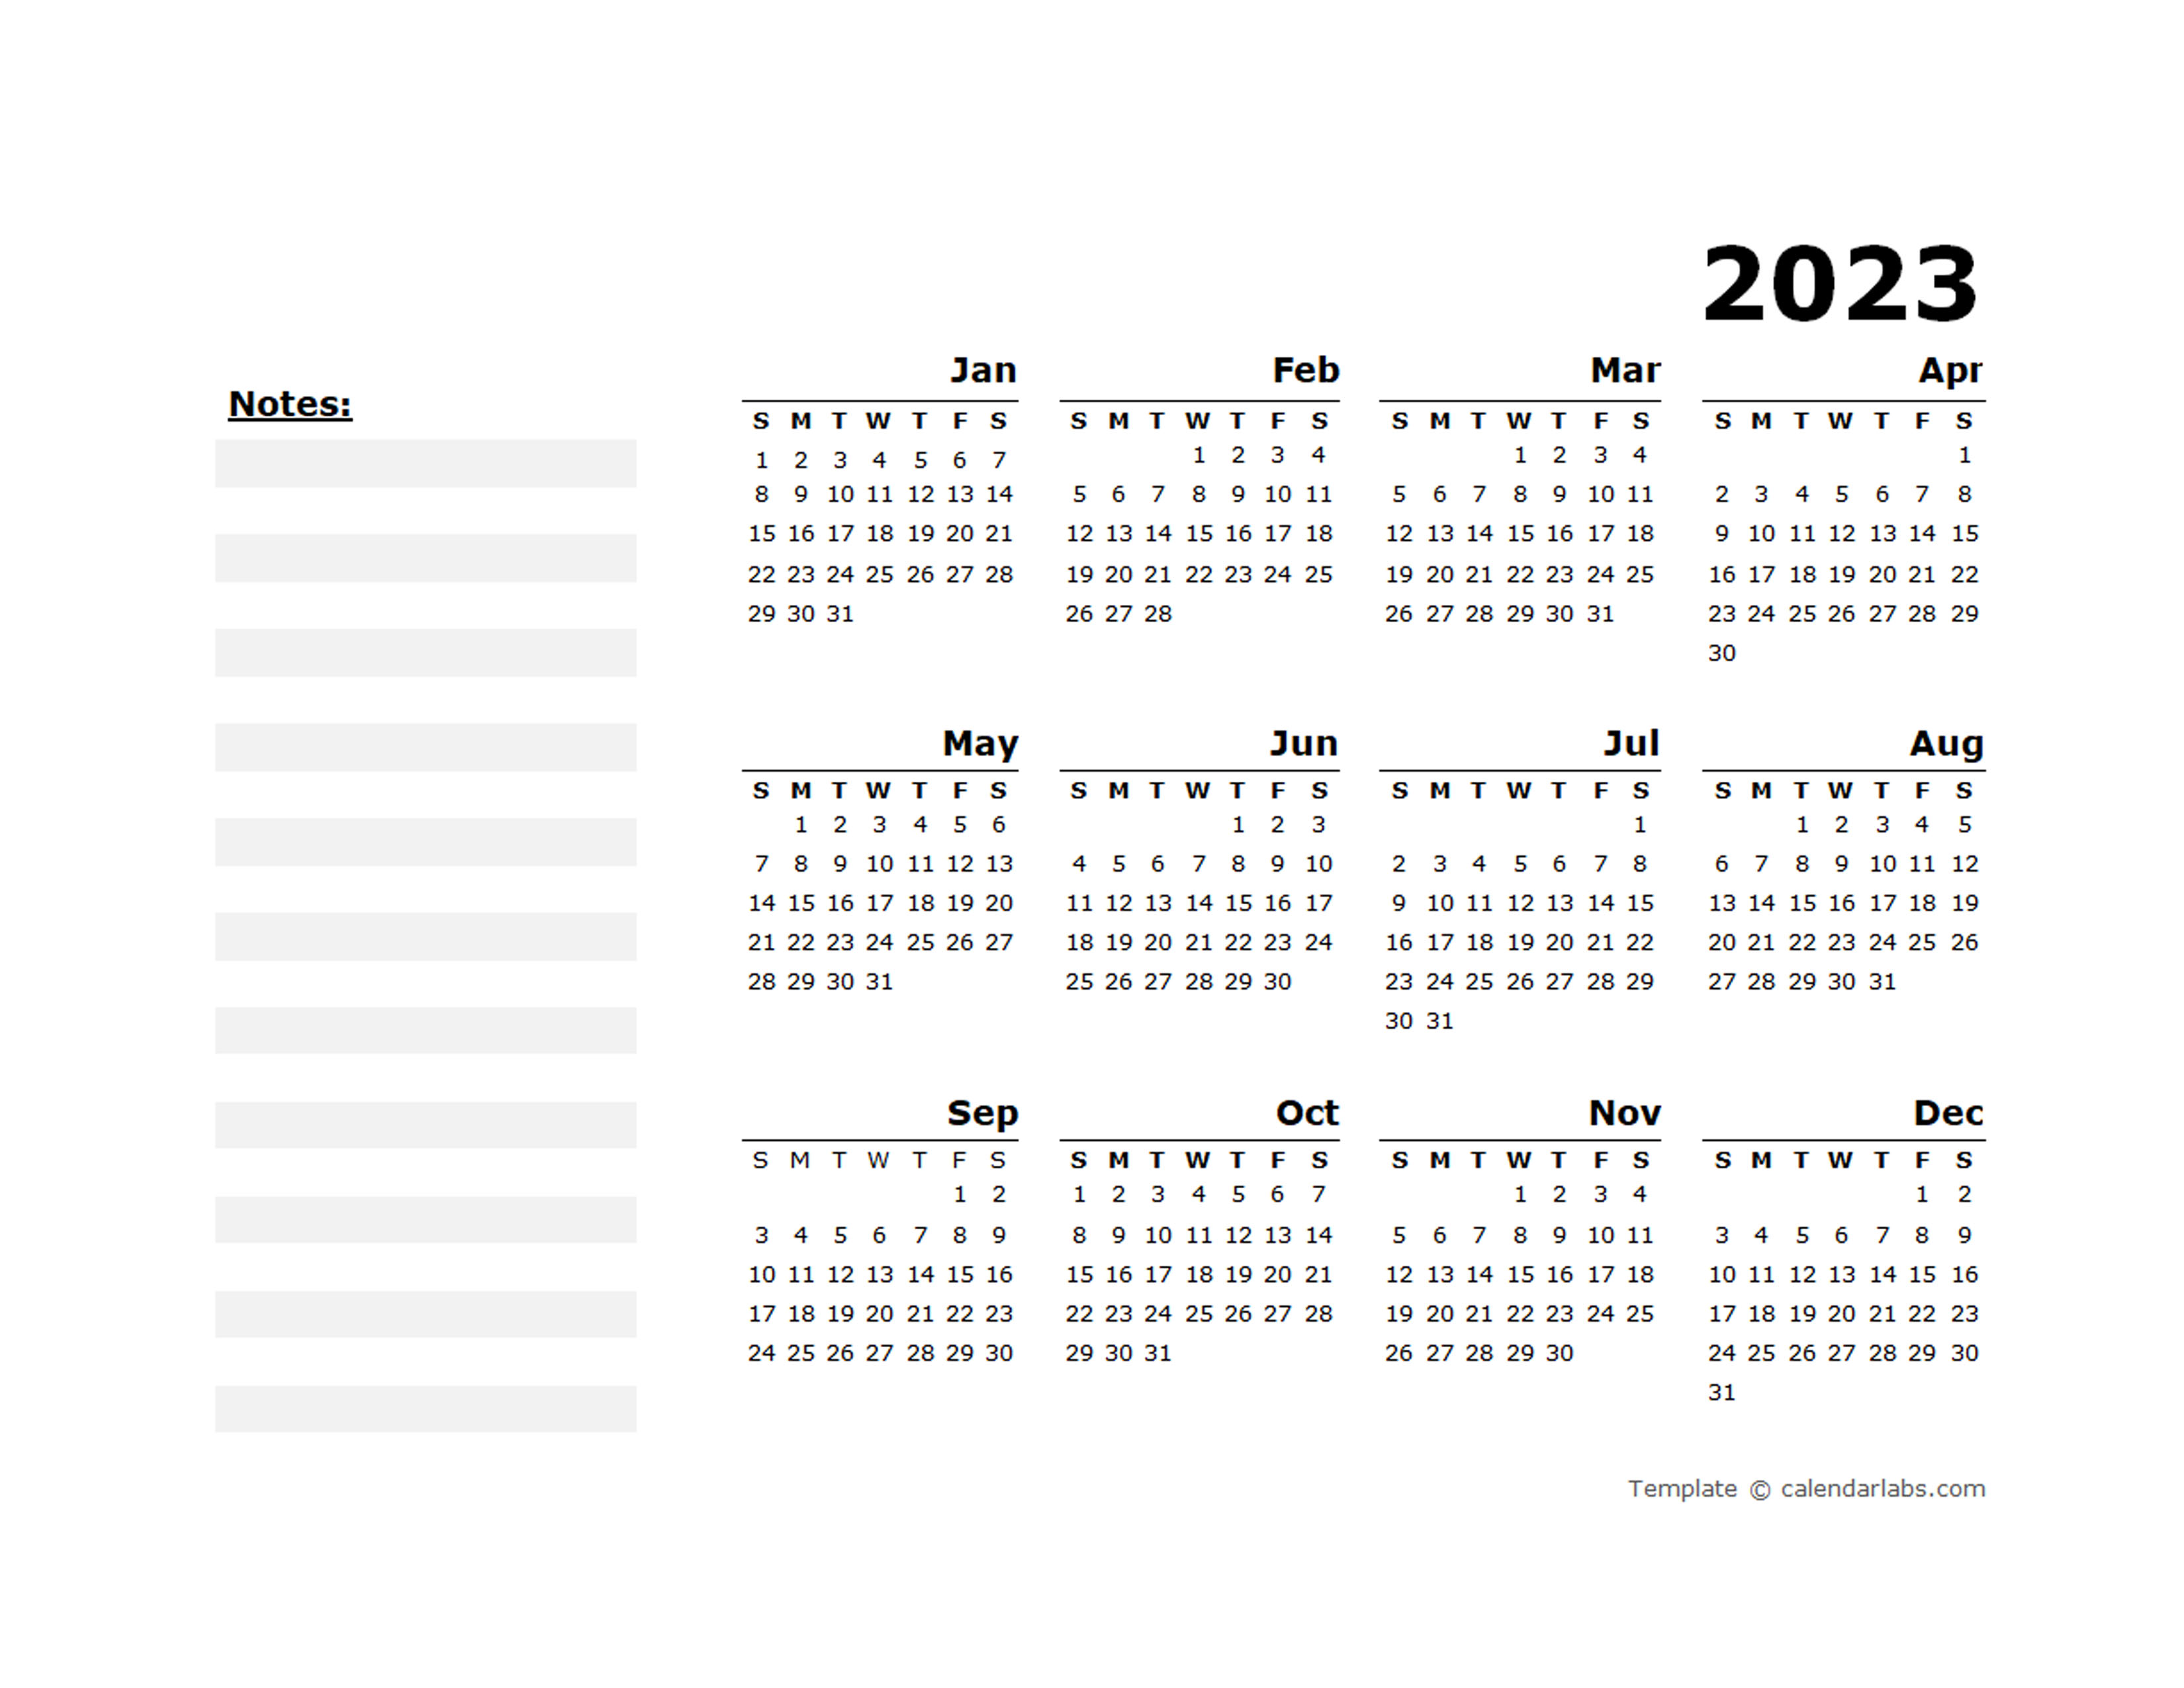 2023
Notes:
Jan Feb Mar Apr
S M T W T F S S M T W T F S S M T W T F S S M T W T F S
1 2 3 4 5 6 7 1 2 3 4 1 2 3 4 1
8 9 10 11 12 13 14 5 6 7 8 9 10 11 5 6 7 8 9 10 11 2 3 4 5 6 7 8
15 16 17 18 19 20 21 12 13 14 15 16 17 18 12 13 14 15 16 17 18 9 10 11 12 13 14 15
22 23 24 25 26 27 28 19 20 21 22 23 24 25 19 20 21 22 23 24 25 16 17 18 19 20 21 22
29 30 31 26 27 28 26 27 28 29 30 31 23 24 25 26 27 28 29
30
May Jun Jul Aug
S M T W T F S S M T W T F S S M T W T F S S M T W T F S
1 2 3 4 5 6 1 2 3 1 1 2 3 4 5
7 8 9 10 11 12 13 4 5 6 7 8 9 10 2 3 4 5 6 7 8 6 7 8 9 10 11 12
14 15 16 17 18 19 20 11 12 13 14 15 16 17 9 10 11 12 13 14 15 13 14 15 16 17 18 19
21 22 23 24 25 26 27 18 19 20 21 22 23 24 16 17 18 19 20 21 22 20 21 22 23 24 25 26
28 29 30 31 25 26 27 28 29 30 23 24 25 26 27 28 29 27 28 29 30 31
30 31
Sep Oct Nov Dec
S M T W T F S S M T W T F S S M T W T F S S M T W T F S
1 2 1 2 3 4 5 6 7 1 2 3 4 1 2
3 4 5 6 7 8 9 8 9 10 11 12 13 14 5 6 7 8 9 10 11 3 4 5 6 7 8 9
10 11 12 13 14 15 16 15 16 17 18 19 20 21 12 13 14 15 16 17 18 10 11 12 13 14 15 16
17 18 19 20 21 22 23 22 23 24 25 26 27 28 19 20 21 22 23 24 25 17 18 19 20 21 22 23
24 25 26 27 28 29 30 29 30 31 26 27 28 29 30 24 25 26 27 28 29 30
31
Template © calendarlabs.com